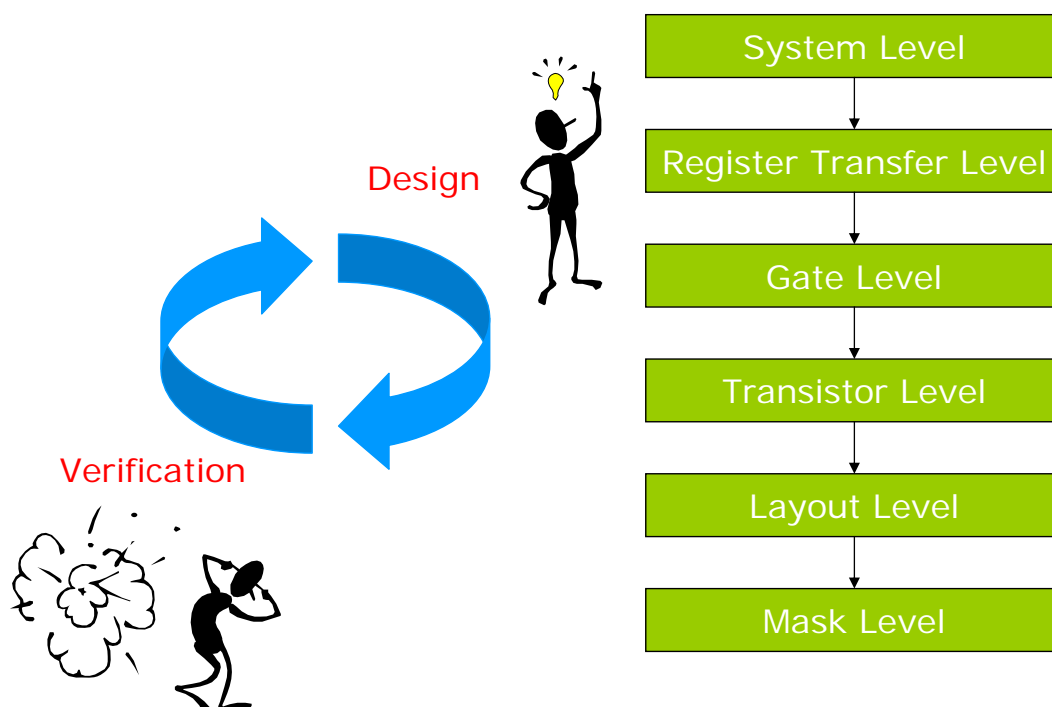 System Level
Register Transfer Level
Design
Gate Level
Transistor Level
Verification
Layout Level
Mask Level